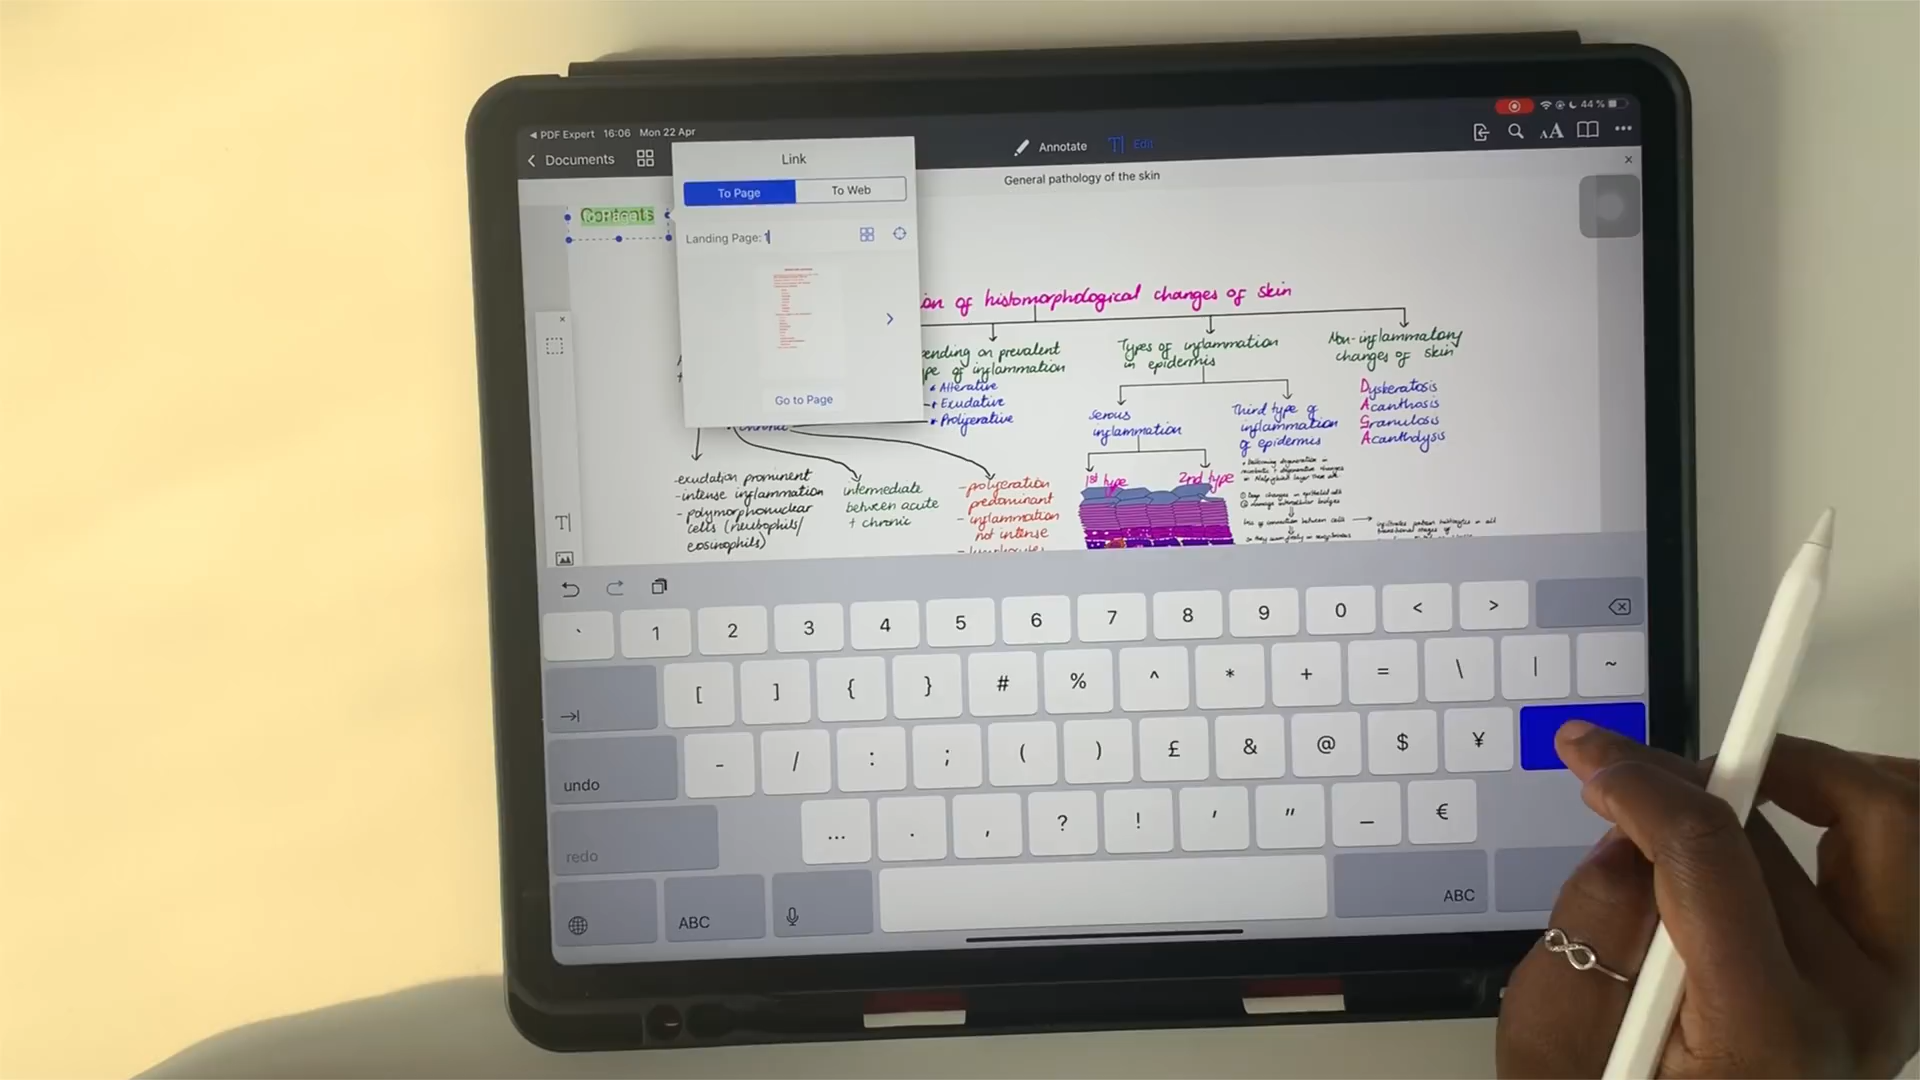 PDF Expert 16:06 Mon 22 Apr
44 %
Documents
Annotate
Edit
AA
General pathology of the skin
Contents
Link
To Page
To Web
Landing Page: 1
Go to Page
of histomorphological changes of skin
prevalent
inflammation
• Alterative
• Exudative
• Proliferative
Types of inflammation
in epidermis
Non-inflammatory
changes of skin
serous
inflammation
Third type of
inflammation
of epidermis
Dyskeratosis
Acanthosis
Granulosis
Acantholysis
1st type
2nd type
-exudation prominent
-intense inflammation
-polymorphonuclear
cells (neutrophils/
eosinophils)
intermediate
between acute
+ chronic
-proliferation
predominant
- inflammation
not intense
` 1 2 3 4 5 6 7 8 9 0 < >
[ ] { } # % ^ * + = \ | ~
undo - / : ; ( ) £ & @ $ ¥
redo ... . , ? ! ' " _ €
ABC ABC